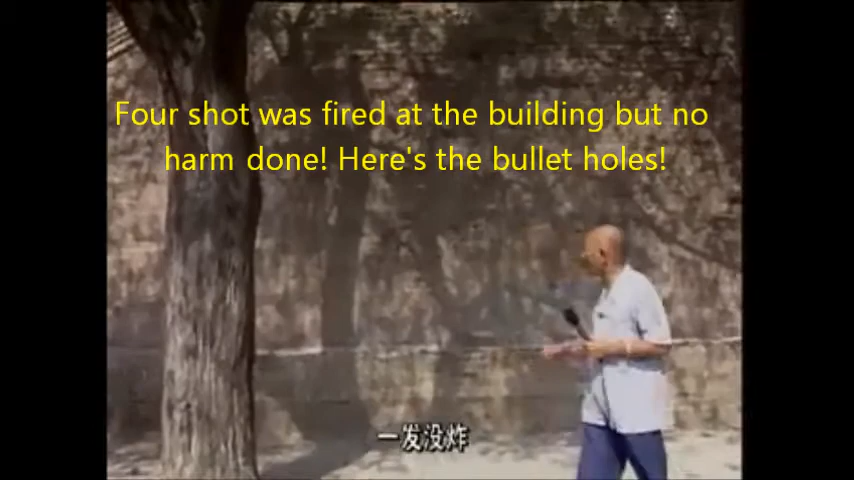 Four shot was fired at the building but no
harm done! Here's the bullet holes!
一发没炸